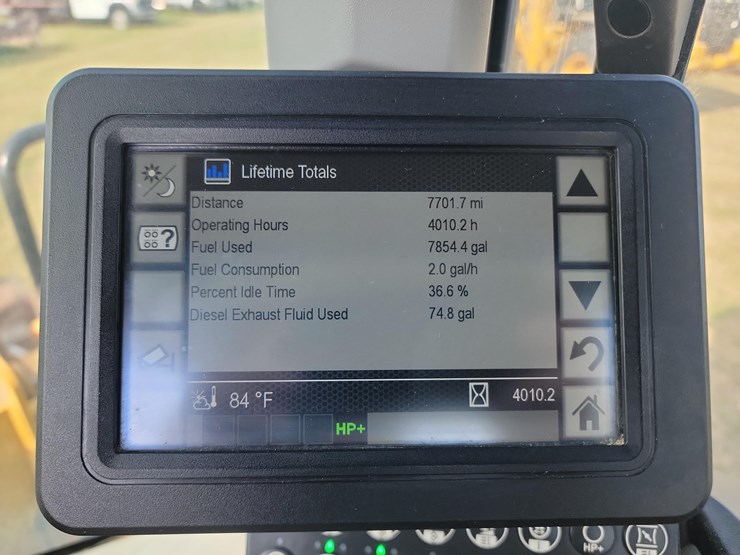 Lifetime Totals
Distance 7701.7 mi
Operating Hours 4010.2 h
Fuel Used 7854.4 gal
Fuel Consumption 2.0 gal/h
Percent Idle Time 36.6 %
Diesel Exhaust Fluid Used 74.8 gal
84 °F 4010.2
HP+
HP+